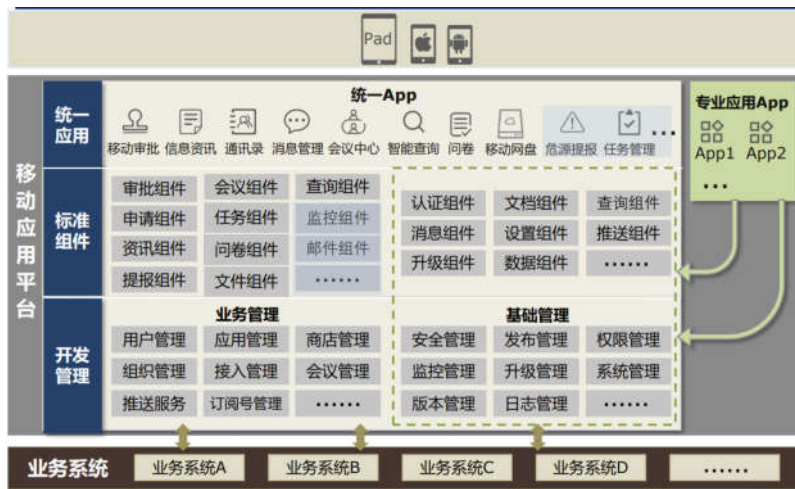 Pad
移动应用平台
统一应用
统一App
移动审批 信息资讯 通讯录 消息管理 会议中心 智能查询 问卷 移动网盘 危源提报 任务管理 ...
专业应用App
App1 App2
...
标准组件
审批组件 会议组件 查询组件
申请组件 任务组件 监控组件
资讯组件 问卷组件 邮件组件
提报组件 文件组件 ······
认证组件 文档组件 查询组件
消息组件 设置组件 推送组件
升级组件 数据组件 ······
开发管理
业务管理
用户管理 应用管理 商店管理
组织管理 接入管理 会议管理
推送服务 订阅号管理 ······
基础管理
安全管理 发布管理 权限管理
监控管理 升级管理 系统管理
版本管理 日志管理 ······
业务系统 业务系统A 业务系统B 业务系统C 业务系统D ······